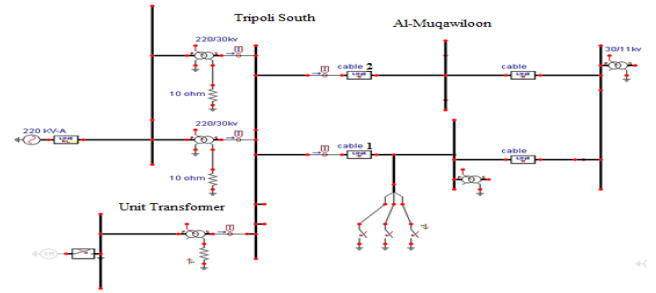 Tripoli South
Al-Muqawiloon
220/30kv
cable 2
cable
30/11kv
10 ohm
220 KV-A
LINE
220/30kv
cable 1
cable
10 ohm
Unit Transformer